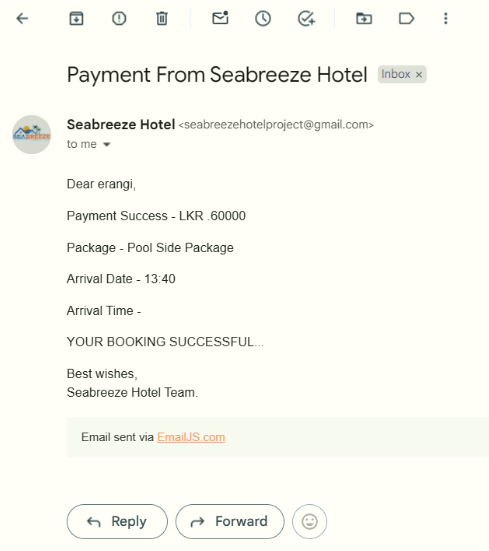 Payment From Seabreeze Hotel Inbox ×
Seabreeze Hotel <seabreezehotelproject@gmail.com>
to me
Dear erangi,
Payment Success - LKR .60000
Package - Pool Side Package
Arrival Date - 13:40
Arrival Time -
YOUR BOOKING SUCCESSFUL...
Best wishes,
Seabreeze Hotel Team.
Email sent via EmailJS.com
Reply Forward